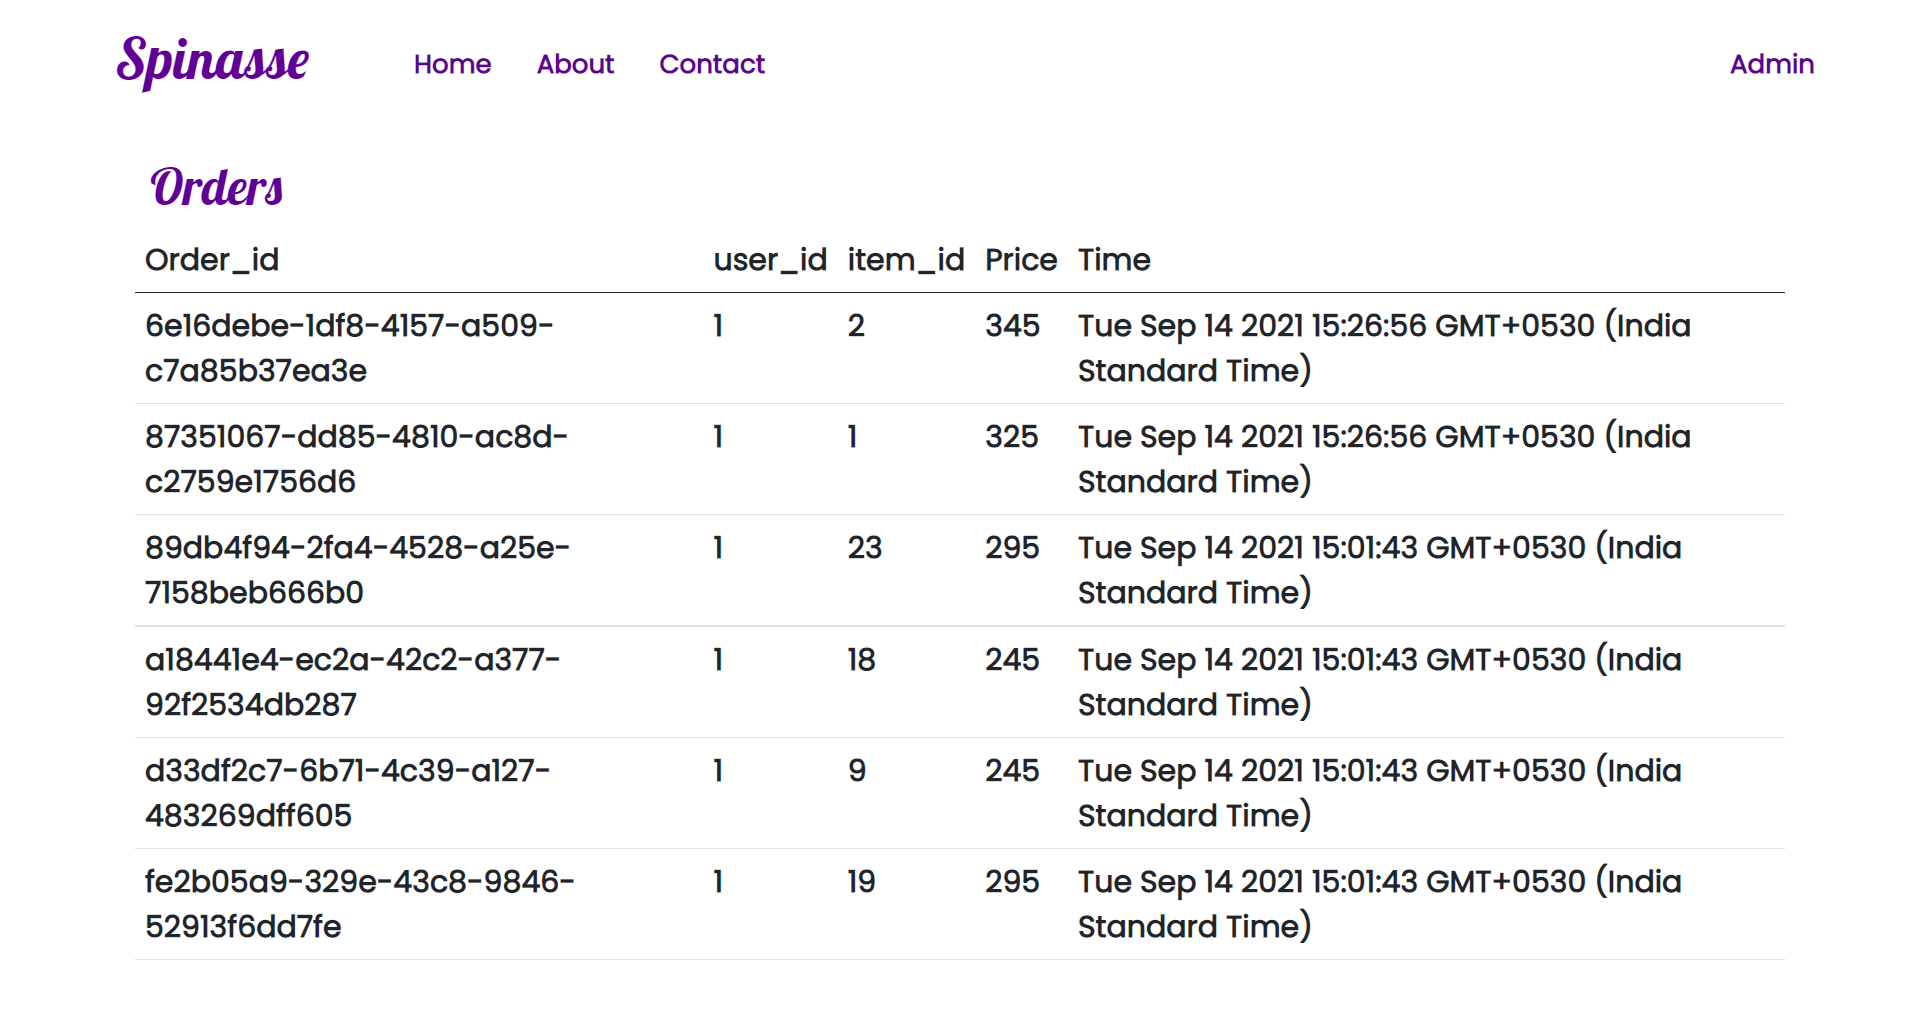 Spinasse Home About Contact Admin
Orders
Order_id user_id item_id Price Time
6e16debe-1df8-4157-a509- 1 2 345 Tue Sep 14 2021 15:26:56 GMT+0530 (India
c7a85b37ea3e Standard Time)
87351067-dd85-4810-ac8d- 1 1 325 Tue Sep 14 2021 15:26:56 GMT+0530 (India
c2759e1756d6 Standard Time)
89db4f94-2fa4-4528-a25e- 1 23 295 Tue Sep 14 2021 15:01:43 GMT+0530 (India
7158beb666b0 Standard Time)
a18441e4-ec2a-42c2-a377- 1 18 245 Tue Sep 14 2021 15:01:43 GMT+0530 (India
92f2534db287 Standard Time)
d33df2c7-6b71-4c39-a127- 1 9 245 Tue Sep 14 2021 15:01:43 GMT+0530 (India
483269dff605 Standard Time)
fe2b05a9-329e-43c8-9846- 1 19 295 Tue Sep 14 2021 15:01:43 GMT+0530 (India
52913f6dd7fe Standard Time)